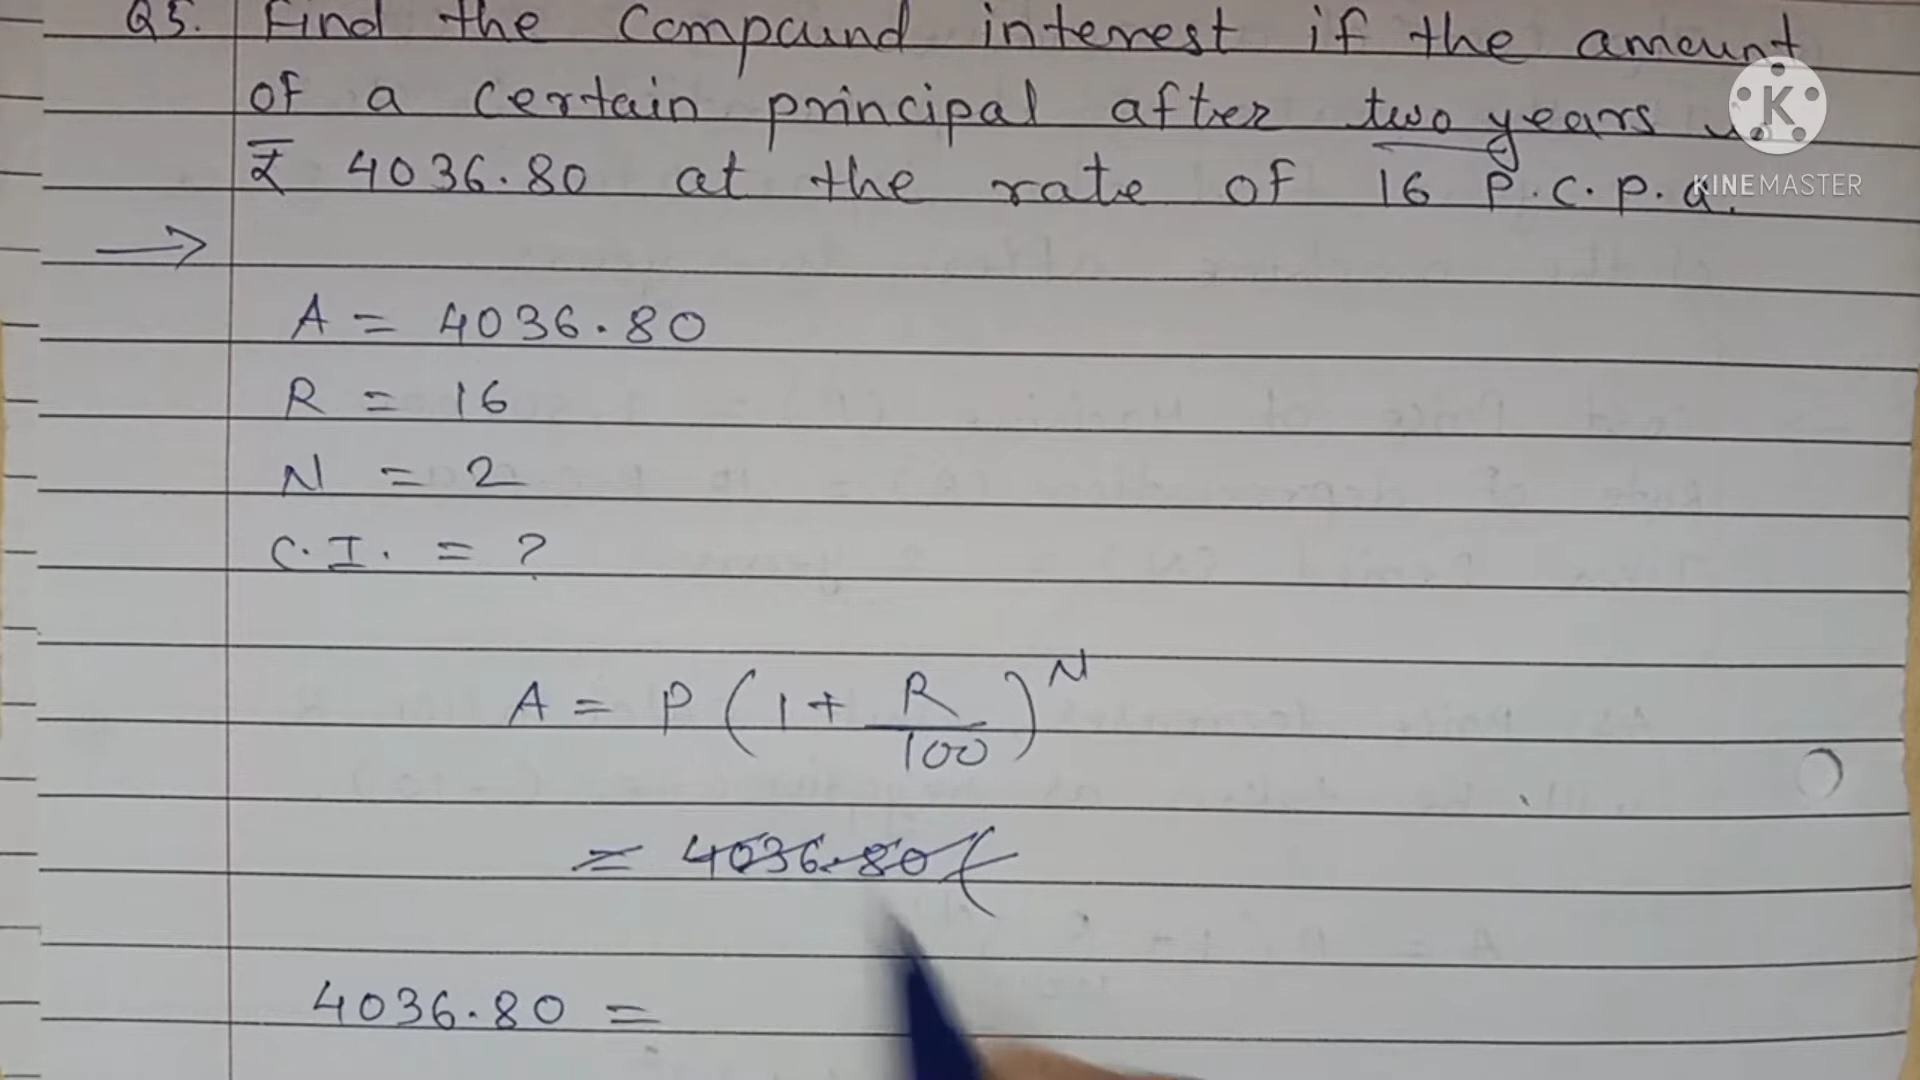 Q5. Find the compound interest if the amount
of a certain principal after two years
₹ 4036.80 at the rate of 16 p.c.p.a.
KINEMASTER
A = 4036.80
R = 16
N = 2
C.I. = ?
A = P (1 + R/100)^N
= 4036.80 (
4036.80 =